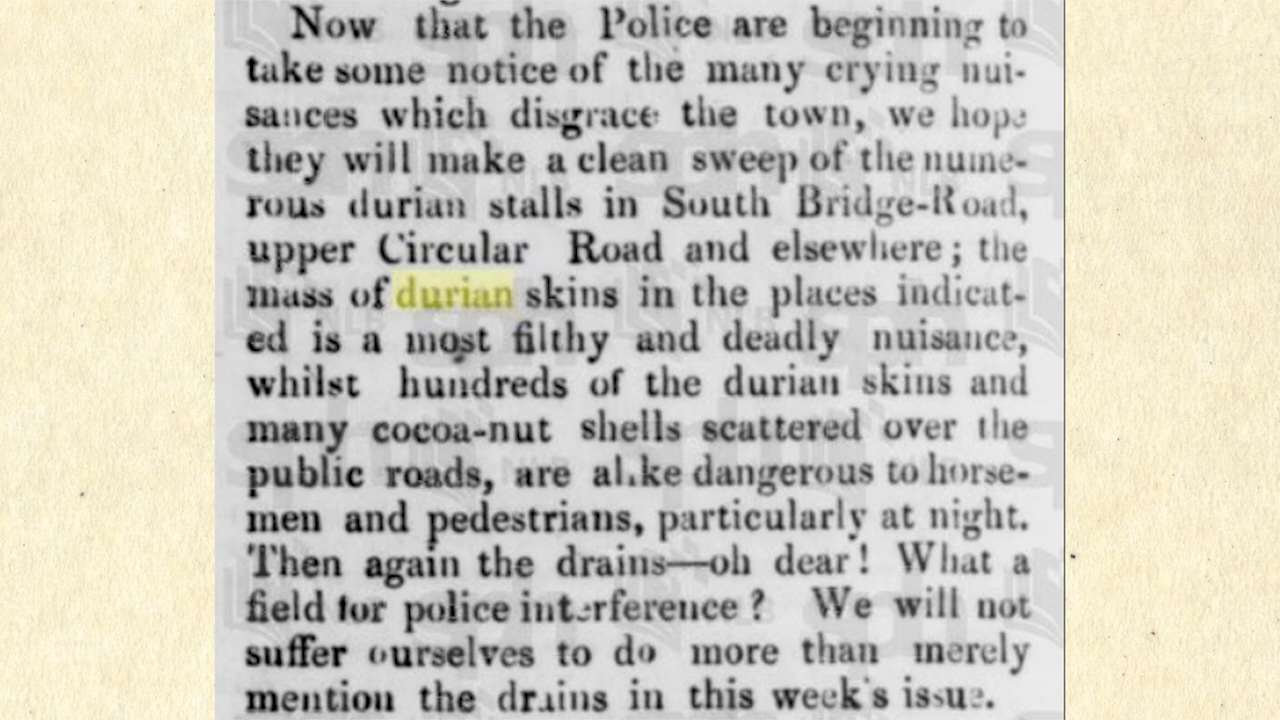 Now that the Police are beginning to
take some notice of the many crying nui-
sances which disgrace the town, we hope
they will make a clean sweep of the nume-
rous durian stalls in South Bridge-Road,
upper Circular Road and elsewhere; the
mass of durian skins in the places indicat-
ed is a most filthy and deadly nuisance,
whilst hundreds of the durian skins and
many cocoa-nut shells scattered over the
public roads, are alike dangerous to horse-
men and pedestrians, particularly at night.
Then again the drains—oh dear! What a
field for police interference? We will not
suffer ourselves to do more than merely
mention the drains in this week's issue.